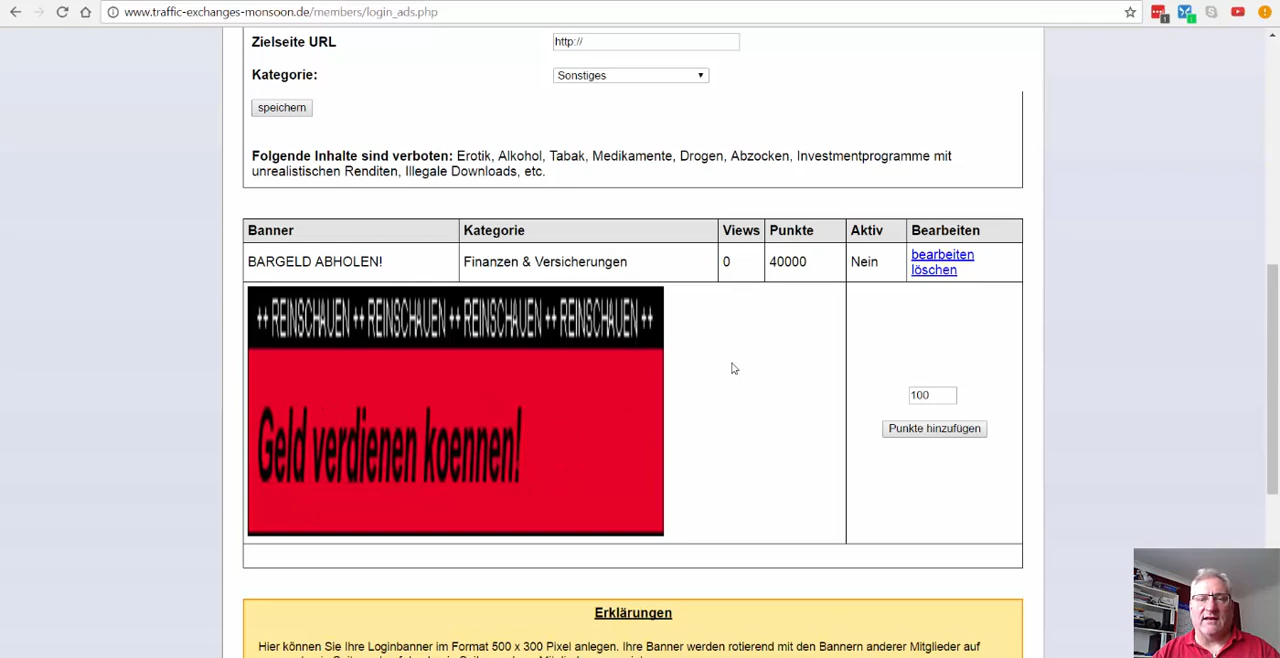 www.traffic-exchanges-monsoon.de/members/login_ads.php
Zielseite URL
http://
Kategorie:
Sonstiges
speichern
Folgende Inhalte sind verboten: Erotik, Alkohol, Tabak, Medikamente, Drogen, Abzocken, Investmentprogramme mit
unrealistischen Renditen, Illegale Downloads, etc.
Banner Kategorie Views Punkte Aktiv Bearbeiten
BARGELD ABHOLEN! Finanzen & Versicherungen 0 40000 Nein bearbeiten
löschen
++ REINSCHAUEN ++ REINSCHAUEN ++ REINSCHAUEN ++ REINSCHAUEN ++
Geld verdienen koennen!
100
Punkte hinzufügen
Erklärungen
Hier können Sie Ihre Loginbanner im Format 500 x 300 Pixel anlegen. Ihre Banner werden rotierend mit den Bannern anderer Mitglieder auf